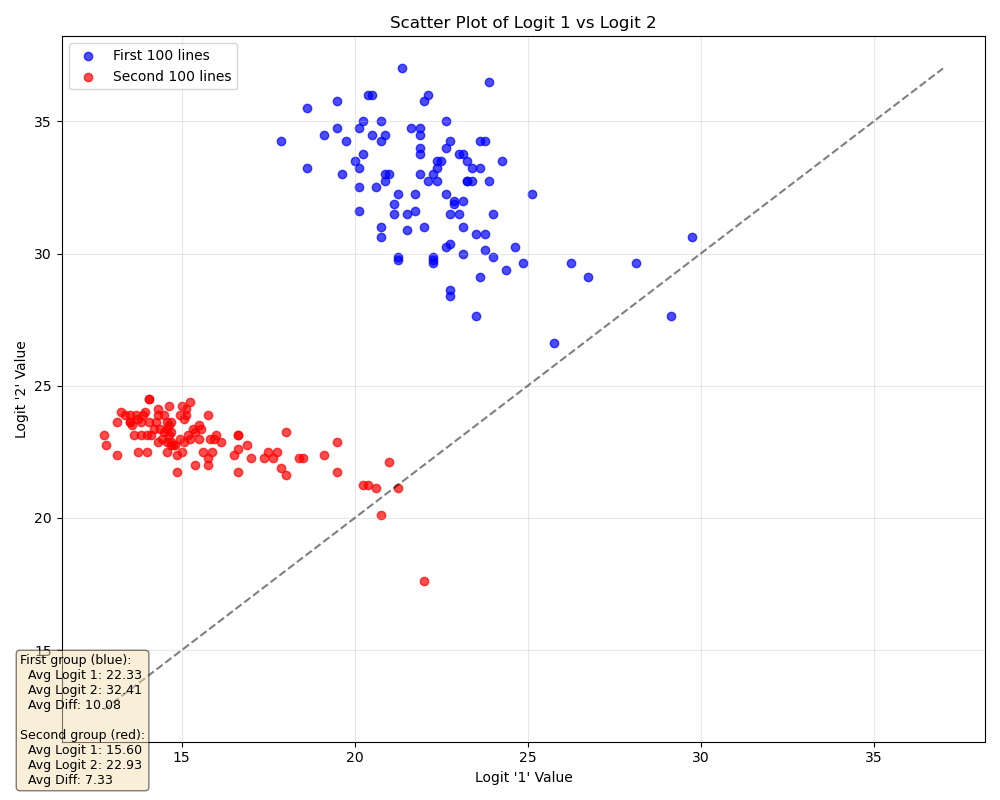 Scatter Plot of Logit 1 vs Logit 2
First 100 lines
Second 100 lines
Logit '2' Value
35
30
25
20
15
First group (blue):
Avg Logit 1: 22.33
Avg Logit 2: 32.41
Avg Diff: 10.08
Second group (red):
Avg Logit 1: 15.60
Avg Logit 2: 22.93
Avg Diff: 7.33
15
20
25
30
35
Logit '1' Value